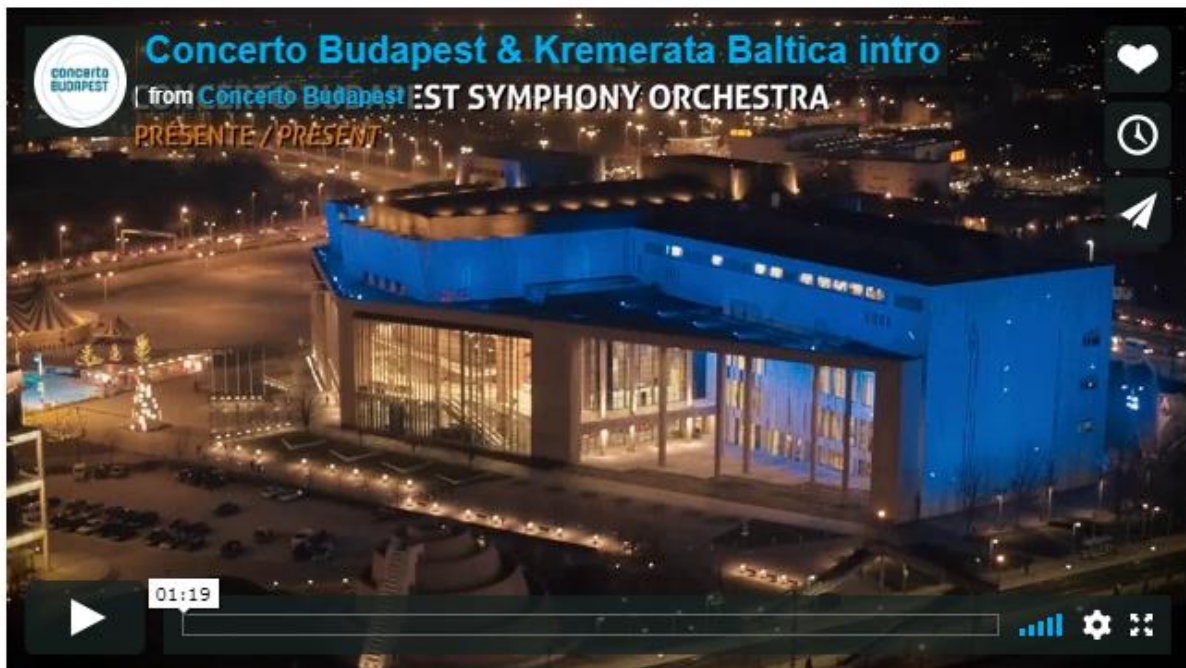 concerto
BUDAPEST
Concerto Budapest & Kremerata Baltica intro
from Concerto Budapest EST SYMPHONY ORCHESTRA
PRÉSENTE / PRESENT
01:19